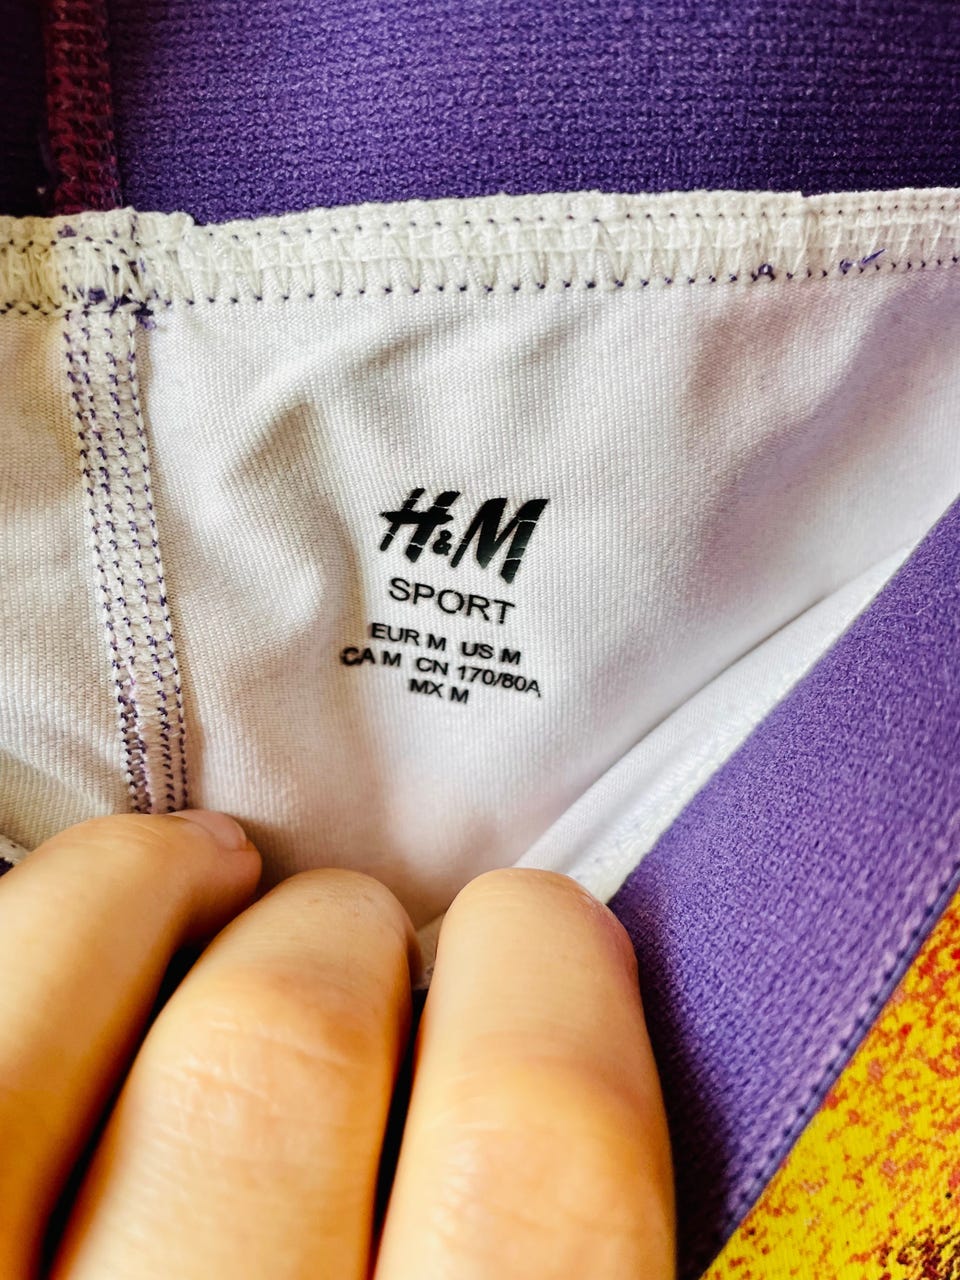 H&M
SPORT
EUR M US M
CA M CN 170/80A
MX M